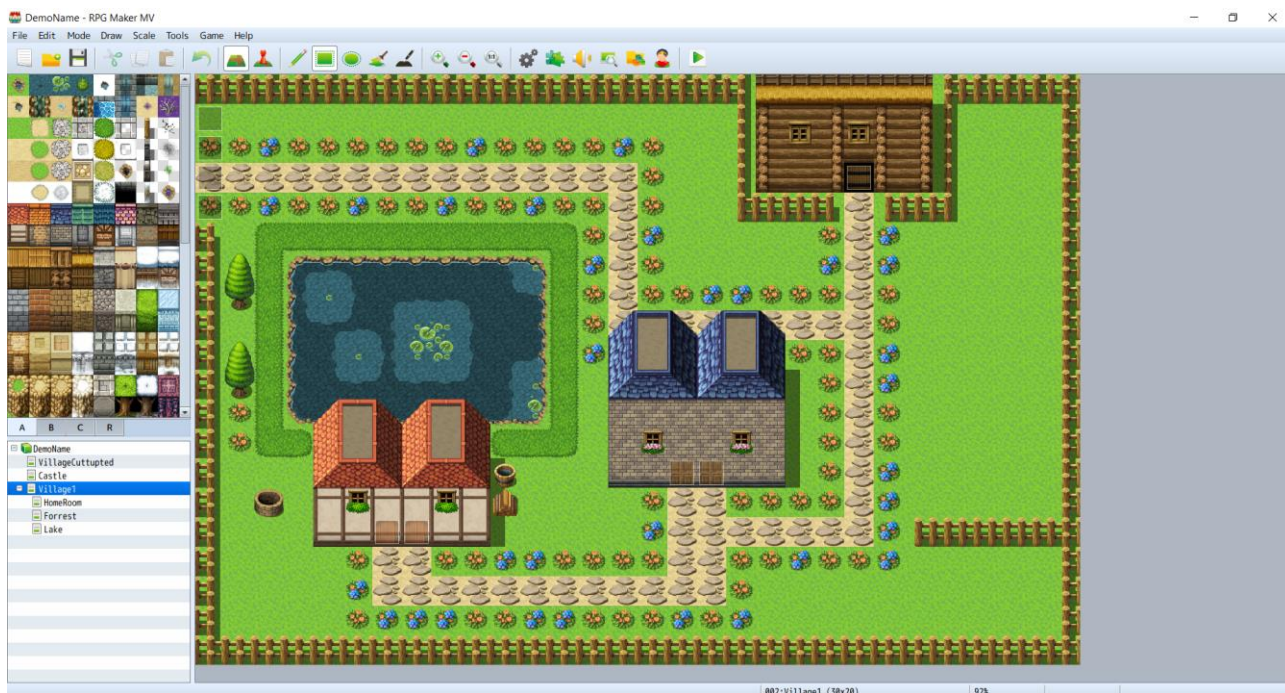 DemoName - RPG Maker MV
File Edit Mode Draw Scale Tools Game Help
A B C R
DemoName
VillageCuttupted
Castle
Village1
HomeRoom
Forrest
Lake
002:Village1 (30x20) 92%